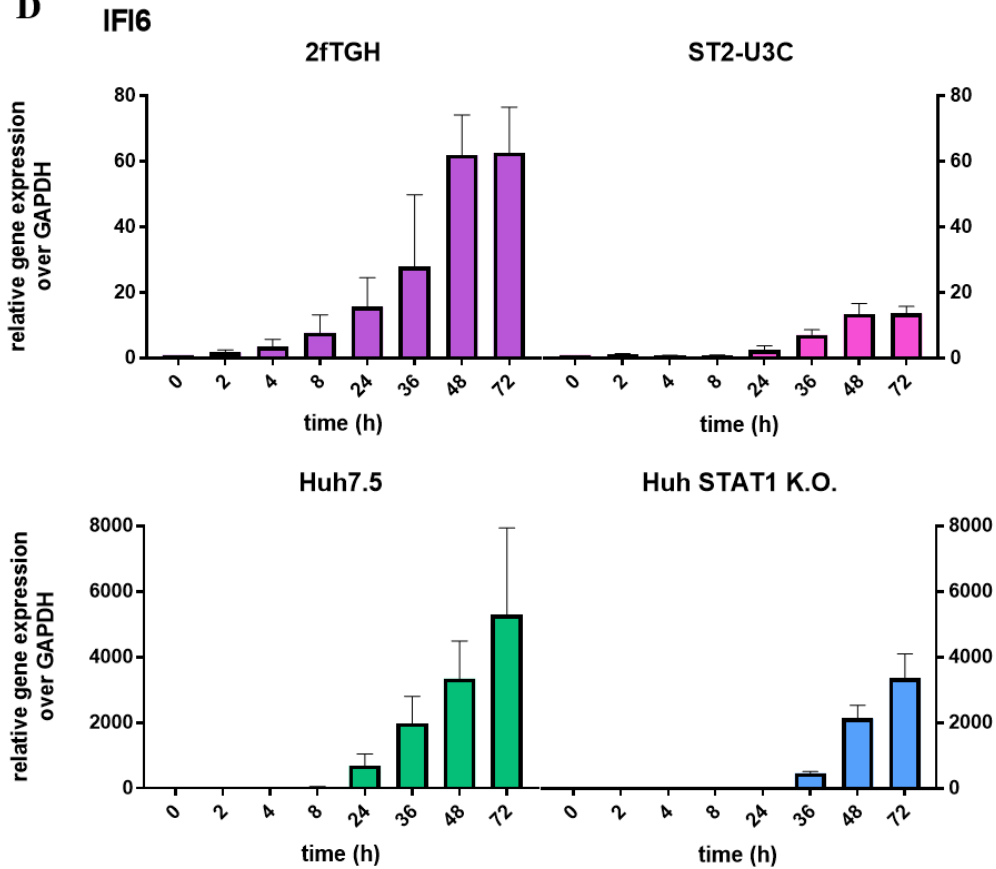 D
IFI6
2fTGH
ST2-U3C
relative gene expression
over GAPDH
80
60
40
20
0
80
60
40
20
0
0 2 4 8 24 36 48 72
0 2 4 8 24 36 48 72
time (h)
time (h)
Huh7.5
Huh STAT1 K.O.
relative gene expression
over GAPDH
8000
6000
4000
2000
0
8000
6000
4000
2000
0
0 2 4 8 24 36 48 72
0 2 4 8 24 36 48 72
time (h)
time (h)